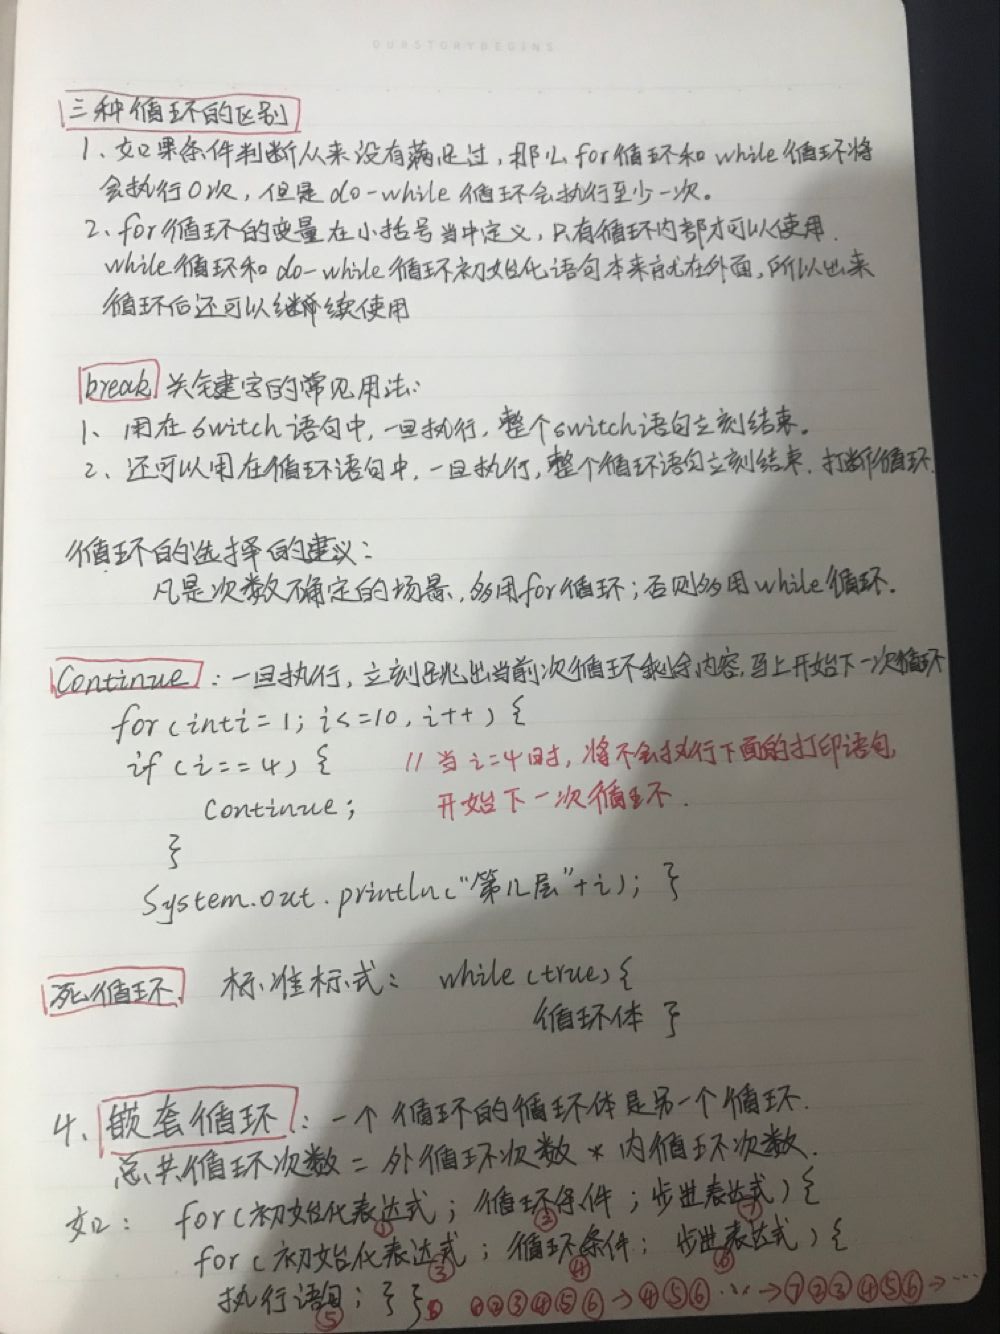 OURSTORYBEGINS
三种循环的区别
1、如果条件判断从来没有满足过，那么for循环和while循环将
会执行0次，但是do-while循环会执行至少一次。
2、for循环的变量在小括号当中定义，只有循环内部才可以使用.
while循环和do-while循环初始化语句本来就在外面，所以出来
循环后还可以继续使用
break 关键字的常见用法：
1、用在switch语句中，一旦执行，整个switch语句立刻结束。
2、还可以用在循环语句中，一旦执行，整个循环语句立刻结束.打断循环.
循环的选择的建议：
凡是次数不确定的场景，多用for循环；否则多用while循环.
Continue：一旦执行，立刻跳出当前次循环剩余内容，马上开始下一次循环
for(inti=1; i<=10, i++){
if(i==4){ //当i=4时，将不会执行下面的打印语句，
Continue; 开始下一次循环.
}
System.out.println("第几层"+i); }
死循环. 标准标式： while(true){
循环体 }
4、嵌套循环：一个循环的循环体是另一个循环.
总共循环次数 = 外循环次数 * 内循环次数.
如： for(初始化表达式；循环条件；步进表达式){
① ② ⑦
for(初始化表达式；循环条件；步进表达式){
③ ④ ⑥
执行语句；} }
⑤ ①②③④⑤⑥→④⑤⑥…→⑦②③④⑤⑥→…